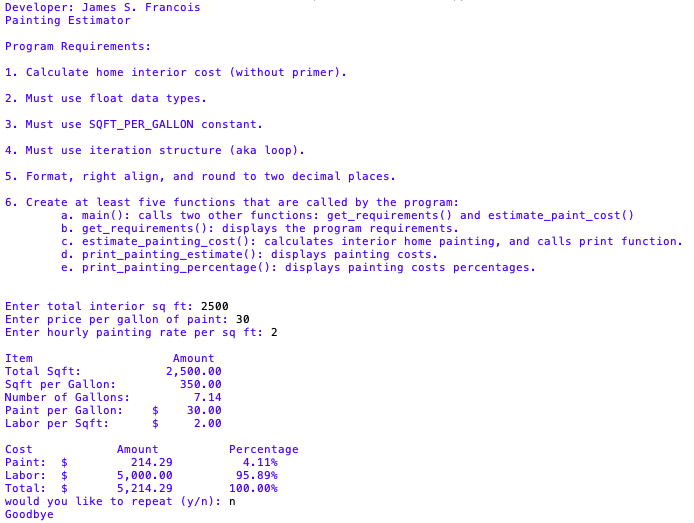 Developer: James S. Francois
Painting Estimator
Program Requirements:
1. Calculate home interior cost (without primer).
2. Must use float data types.
3. Must use SQFT_PER_GALLON constant.
4. Must use iteration structure (aka loop).
5. Format, right align, and round to two decimal places.
6. Create at least five functions that are called by the program:
a. main(): calls two other functions: get_requirements() and estimate_paint_cost()
b. get_requirements(): displays the program requirements.
c. estimate_painting_cost(): calculates interior home painting, and calls print function.
d. print_painting_estimate(): displays painting costs.
e. print_painting_percentage(): displays painting costs percentages.
Enter total interior sq ft: 2500
Enter price per gallon of paint: 30
Enter hourly painting rate per sq ft: 2
Item Amount
Total Sqft: 2,500.00
Sqft per Gallon: 350.00
Number of Gallons: 7.14
Paint per Gallon: $ 30.00
Labor per Sqft: $ 2.00
Cost Amount Percentage
Paint: $ 214.29 4.11%
Labor: $ 5,000.00 95.89%
Total: $ 5,214.29 100.00%
would you like to repeat (y/n): n
Goodbye